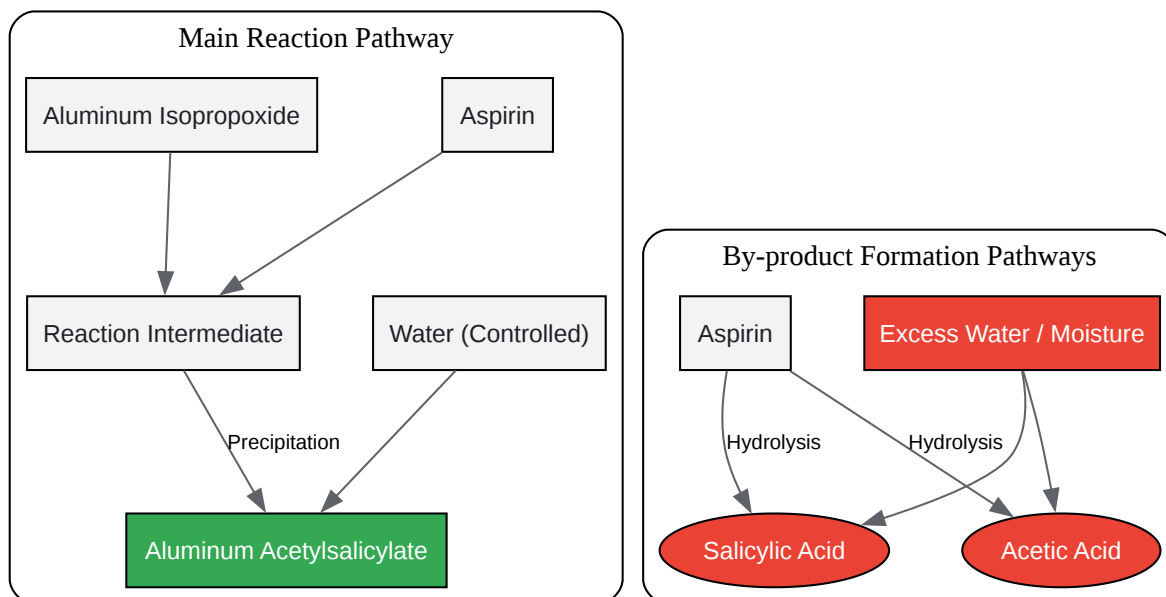 Main Reaction Pathway
Aluminum Isopropoxide
Aspirin
Reaction Intermediate
Water (Controlled)
Precipitation
Aluminum Acetylsalicylate
By-product Formation Pathways
Aspirin
Excess Water / Moisture
Hydrolysis
Hydrolysis
Salicylic Acid
Acetic Acid